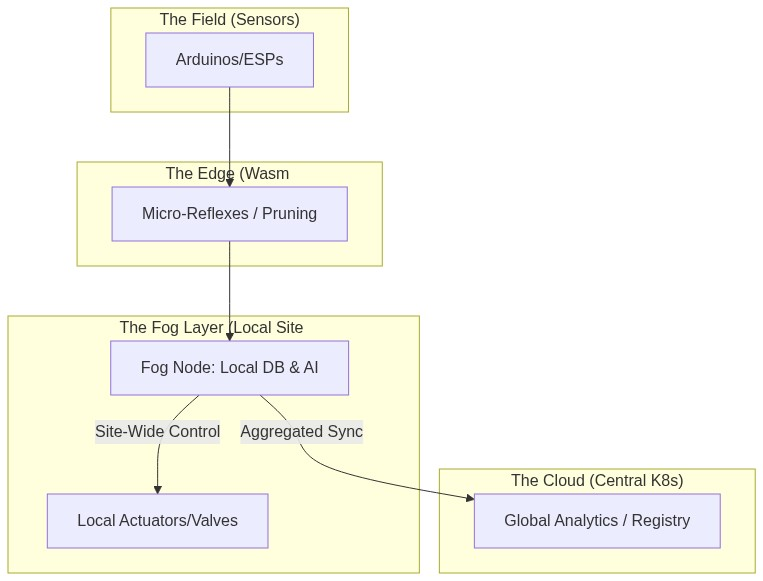 The Field (Sensors)
Arduinos/ESPs
The Edge (Wasm
Micro-Reflexes / Pruning
The Fog Layer (Local Site
Fog Node: Local DB & AI
Site-Wide Control
Aggregated Sync
Local Actuators/Valves
The Cloud (Central K8s)
Global Analytics / Registry